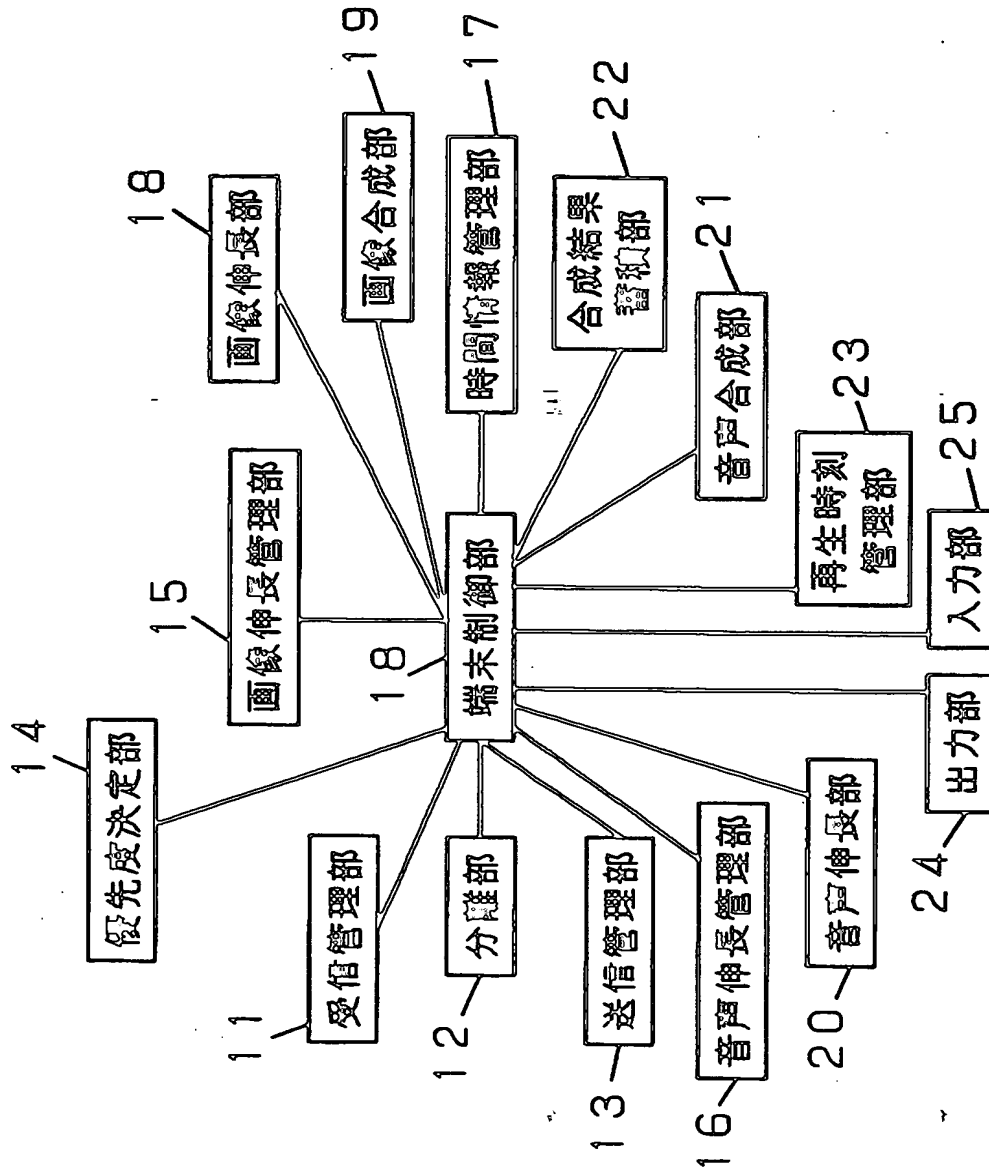 14
優先度決定部
15
画像伸長管理部
18
画像伸長部
11
受信管理部
19
画像合成部
12
分離部
18
端末制御部
17
時間情報管理部
13
送信管理部
22
合成結果
蓄積部
16
音声伸長管理部
21
音声合成部
20
音声伸長部
23
再生時刻
管理部
24
出力部
25
入力部